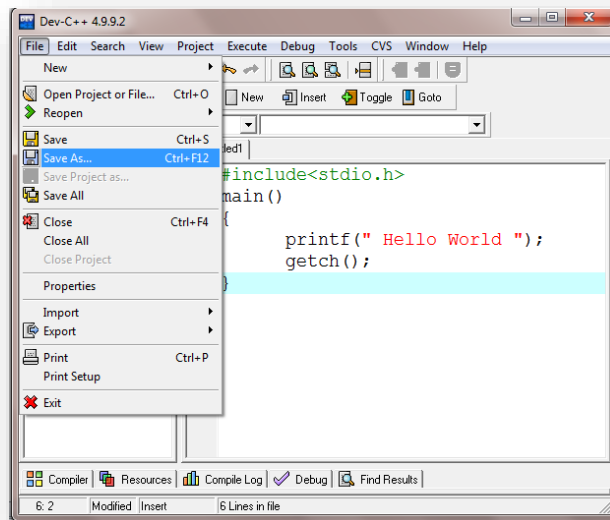 Dev-C++ 4.9.9.2
File Edit Search View Project Execute Debug Tools CVS Window Help
New
Open Project or File... Ctrl+O
Reopen
Save Ctrl+S
Save As... Ctrl+F12
Save Project as...
Save All
Close Ctrl+F4
Close All
Close Project
Properties
Import
Export
Print Ctrl+P
Print Setup
Exit
New Insert Toggle Goto
#include<stdio.h>
main()
{
printf(" Hello World ");
getch();
}
Compiler Resources Compile Log Debug Find Results
6: 2 Modified Insert 6 Lines in file